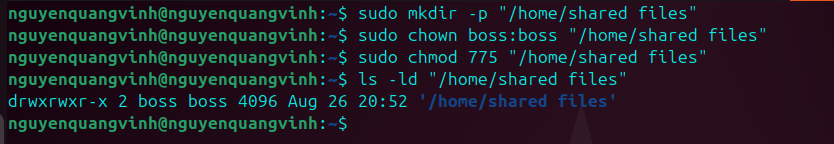 nguyenquangvinh@nguyenquangvinh:~$ sudo mkdir -p "/home/shared files"
nguyenquangvinh@nguyenquangvinh:~$ sudo chown boss:boss "/home/shared files"
nguyenquangvinh@nguyenquangvinh:~$ sudo chmod 775 "/home/shared files"
nguyenquangvinh@nguyenquangvinh:~$ ls -ld "/home/shared files"
drwxrwxr-x 2 boss boss 4096 Aug 26 20:52 '/home/shared files'
nguyenquangvinh@nguyenquangvinh:~$